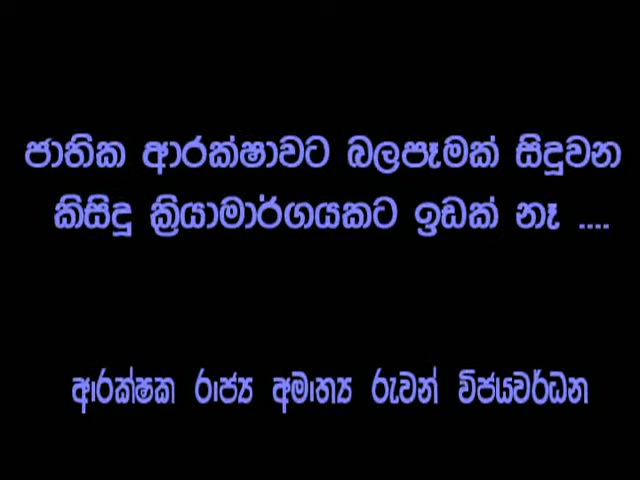 ජාතික ආරක්ෂාවට බලපෑමක් සිදුවන
කිසිදු ක්‍රියාමාර්ගයකට ඉඩක් නෑ ....
ආරක්ෂක රාජ්‍ය අමාත්‍ය රුවන් විජයවර්ධන